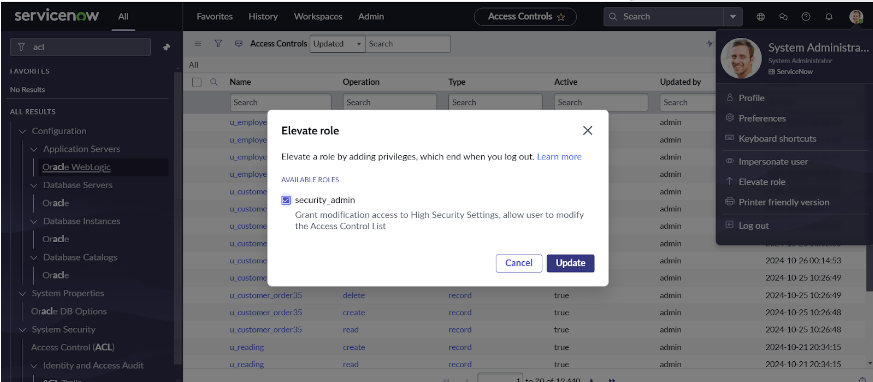 servicenow
All
Favorites
History
Workspaces
Admin
Access Controls ☆
Search
acl
FAVORITES
No Results
ALL RESULTS
Configuration
Application Servers
Oracle WebLogic
Database Servers
Oracle
Database Instances
Oracle
Database Catalogs
Oracle
System Properties
Oracle DB Options
System Security
Access Control (ACL)
Identity and Access Audit
Access Controls
Updated
Search
All
Name Operation Type Active Updated by
Search Search Search Search Search
u_employe admin
u_employe admin
u_employe admin
u_employe admin
u_custome admin
u_custome admin
u_custome admin
u_custome admin
u_custome admin 2024-10-26 00:14:53
u_custome admin 2024-10-25 10:26:49
u_customer_order35 delete record true admin 2024-10-25 10:26:49
u_customer_order35 create record true admin 2024-10-25 10:26:48
u_customer_order35 read record true admin 2024-10-25 10:26:48
u_reading create record true admin 2024-10-21 20:34:15
u_reading read record true admin 2024-10-21 20:34:15
1 to 20 of 12,440
Elevate role
Elevate a role by adding privileges, which end when you log out. Learn more
AVAILABLE ROLES
security_admin
Grant modification access to High Security Settings, allow user to modify
the Access Control List
Cancel Update
System Administra...
System Administrator
ServiceNow
Profile
Preferences
Keyboard shortcuts
Impersonate user
Elevate role
Printer friendly version
Log out